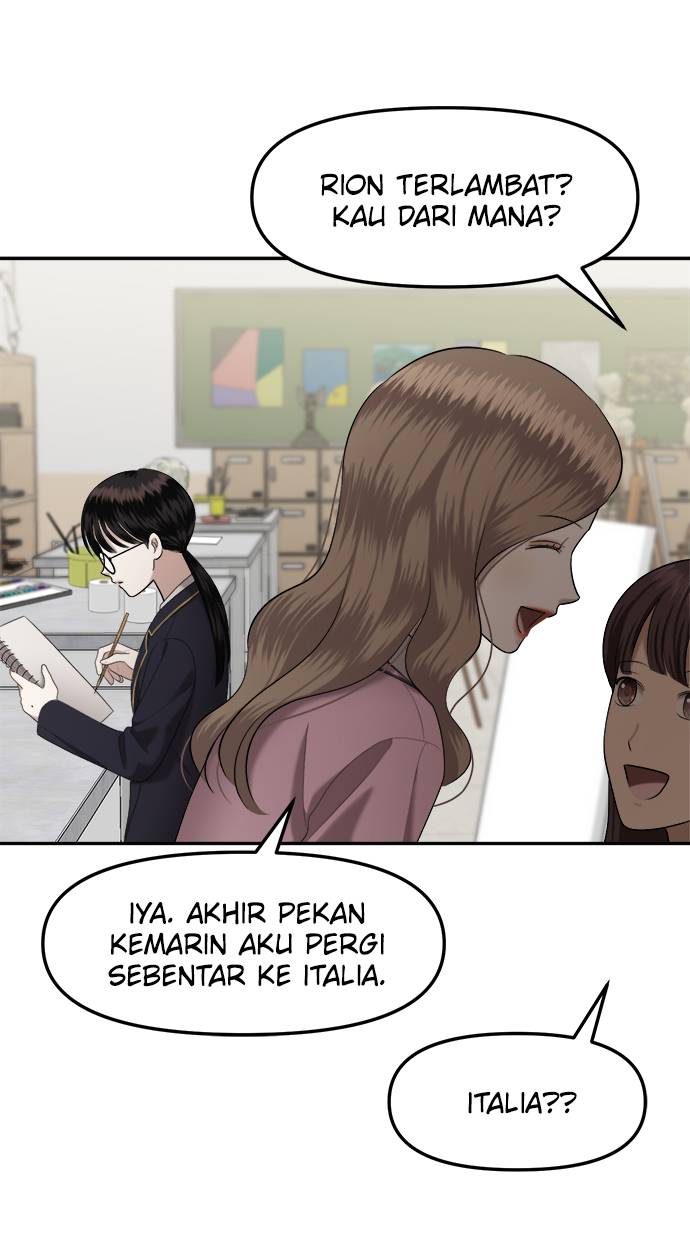 RION TERLAMBAT?
KAU DARI MANA?
IYA. AKHIR PEKAN
KEMARIN AKU PERGI
SEBENTAR KE ITALIA.
ITALIA??